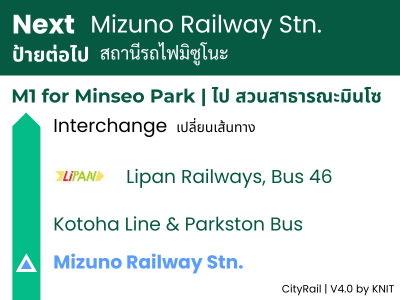 Next Mizuno Railway Stn.
ป้ายต่อไป สถานีรถไฟมิซูโนะ
M1 for Minseo Park | ไป สวนสาธารณะมินโซ
Interchange เปลี่ยนเส้นทาง
LiPAN Lipan Railways, Bus 46
Kotoha Line & Parkston Bus
Mizuno Railway Stn.
CityRail | V4.0 by KNIT